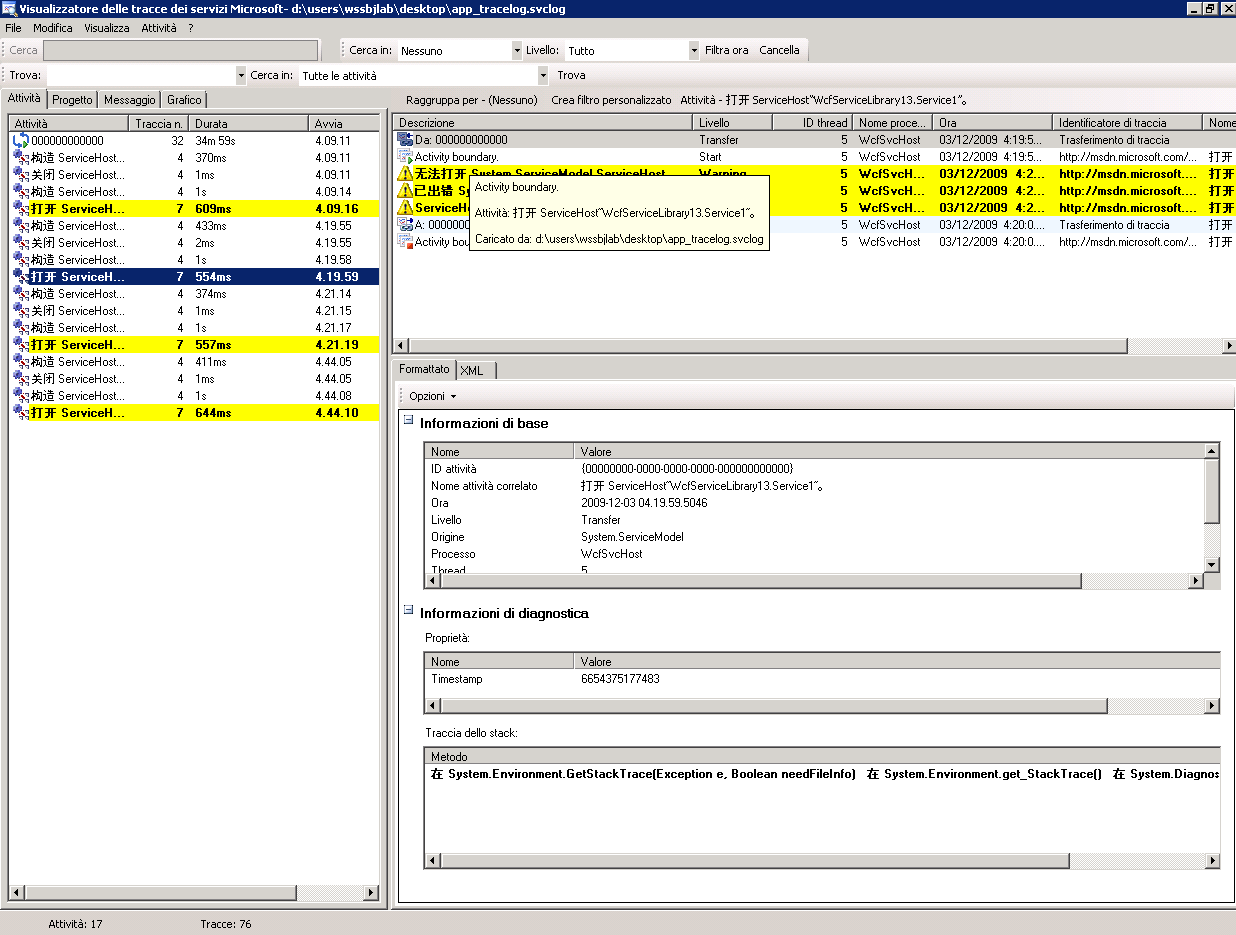 Visualizzatore delle tracce dei servizi Microsoft- d:\users\wssbjlab\desktop\app_tracelog.svclog
File Modifica Visualizza Attività ?
Cerca Cerca in: Nessuno Livello: Tutto Filtra ora Cancella
Trova: Cerca in: Tutte le attività Trova
Attività Progetto Messaggio Grafico
Attività Traccia n. Durata Avvia
000000000000 32 34m 59s 4.09.11
构造 ServiceHost... 4 370ms 4.09.11
关闭 ServiceHost... 4 1ms 4.09.11
构造 ServiceHost... 4 1s 4.09.14
打开 ServiceH... 7 609ms 4.09.16
构造 ServiceHost... 4 433ms 4.19.55
关闭 ServiceHost... 4 2ms 4.19.55
构造 ServiceHost... 4 1s 4.19.58
打开 ServiceH... 7 554ms 4.19.59
构造 ServiceHost... 4 374ms 4.21.14
关闭 ServiceHost... 4 1ms 4.21.15
构造 ServiceHost... 4 1s 4.21.17
打开 ServiceH... 7 557ms 4.21.19
构造 ServiceHost... 4 411ms 4.44.05
关闭 ServiceHost... 4 1ms 4.44.05
构造 ServiceHost... 4 1s 4.44.08
打开 ServiceH... 7 644ms 4.44.10
Raggruppa per - (Nessuno) Crea filtro personalizzato Attività - 打开 ServiceHost“WcfServiceLibrary13.Service1”。
Descrizione Livello ID thread Nome proce... Ora Identificatore di traccia Nome
Da: 000000000000 Transfer 5 WcfSvcHost 03/12/2009 4:19:5... Trasferimento di traccia
Activity boundary. Start 5 WcfSvcHost 03/12/2009 4:19:5... http://msdn.microsoft.com/... 打开
无法打开 System.ServiceModel.ServiceHost Warning 5 WcfSvcH... 03/12/2009 4:2... http://msdn.microsoft.... 打开
已出错 Sy 5 WcfSvcH... 03/12/2009 4:2... http://msdn.microsoft.... 打开
ServiceH 5 WcfSvcH... 03/12/2009 4:2... http://msdn.microsoft.... 打开
A: 0000000 5 WcfSvcHost 03/12/2009 4:20:0... Trasferimento di traccia 打开
Activity bou 5 WcfSvcHost 03/12/2009 4:20:0... http://msdn.microsoft.com/... 打开
Activity boundary.
Attività: 打开 ServiceHost“WcfServiceLibrary13.Service1”。
Caricato da: d:\users\wssbjlab\desktop\app_tracelog.svclog
Formattato XML
Opzioni
Informazioni di base
Nome Valore
ID attività {00000000-0000-0000-0000-000000000000}
Nome attività correlato 打开 ServiceHost“WcfServiceLibrary13.Service1”。
Ora 2009-12-03 04.19.59.5046
Livello Transfer
Origine System.ServiceModel
Processo WcfSvcHost
Thread 5
Informazioni di diagnostica
Proprietà:
Nome Valore
Timestamp 6654375177483
Traccia dello stack:
Metodo
在 System.Environment.GetStackTrace(Exception e, Boolean needFileInfo) 在 System.Environment.get_StackTrace() 在 System.Diagnos
Attività: 17 Tracce: 76